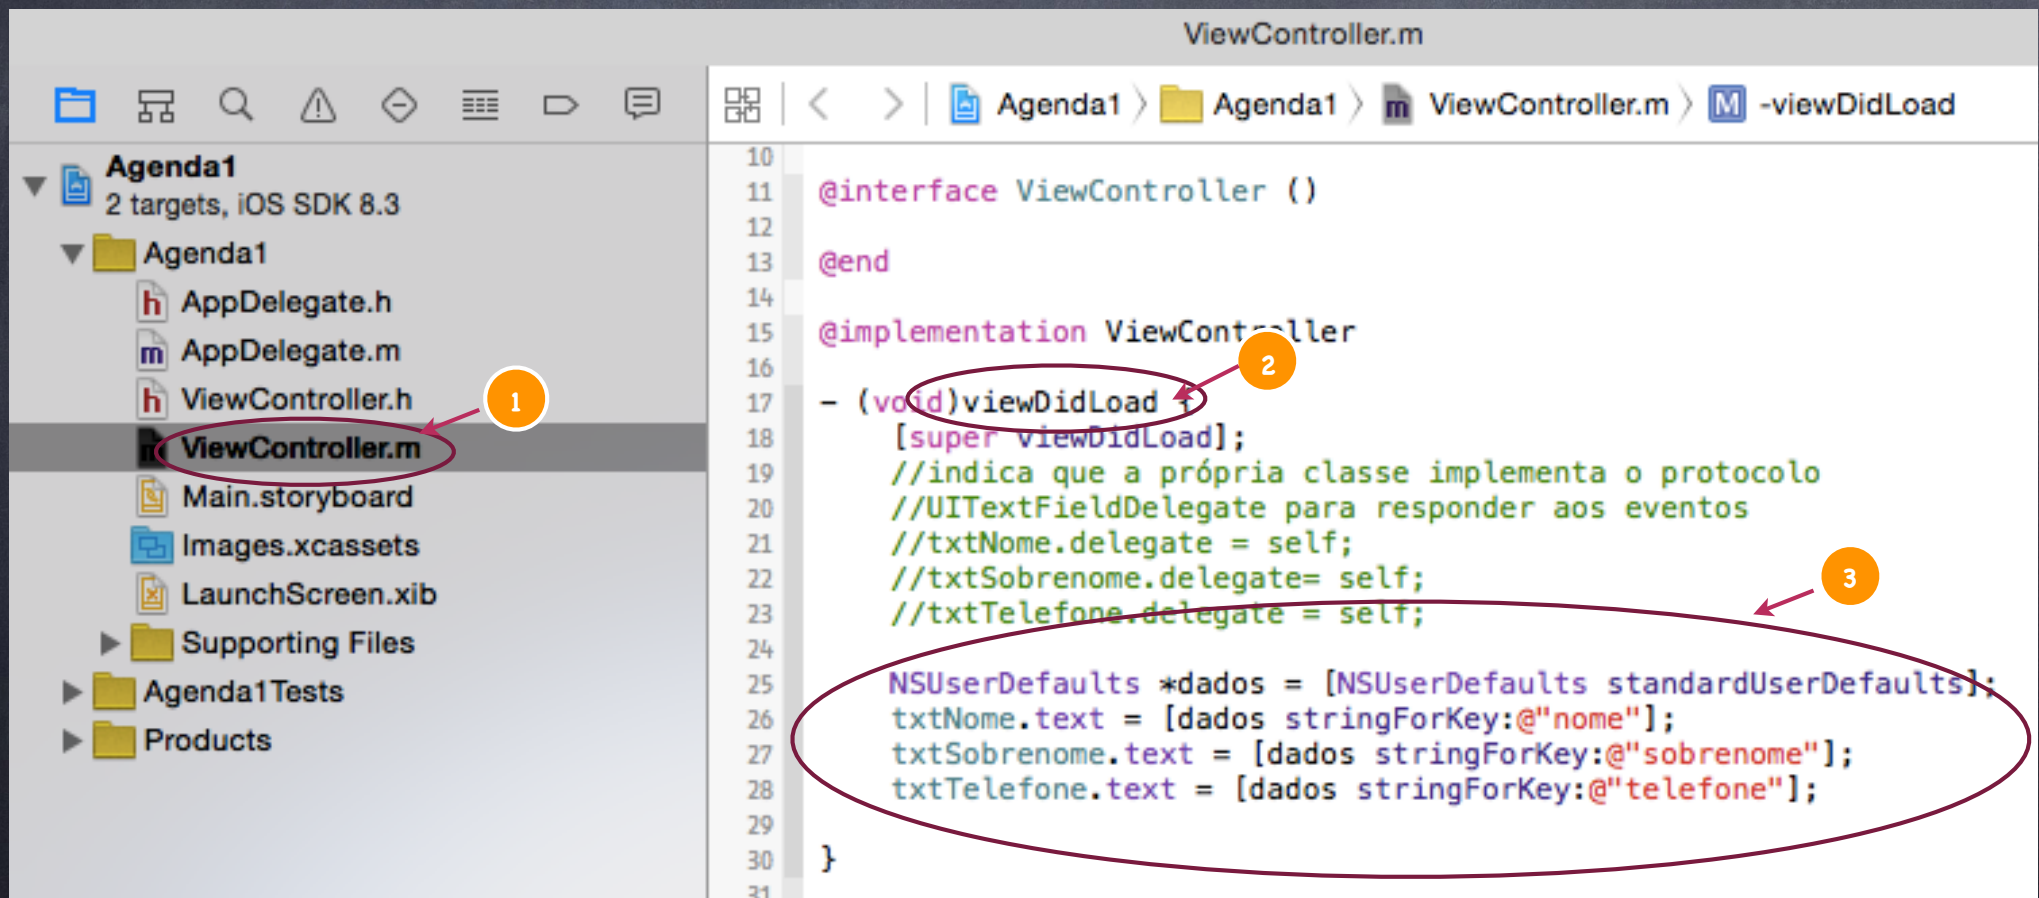 ViewController.m
Agenda1 Agenda1 ViewController.m M -viewDidLoad
Agenda1
2 targets, iOS SDK 8.3
Agenda1
h AppDelegate.h
m AppDelegate.m
h ViewController.h
1
m ViewController.m
Main.storyboard
Images.xcassets
LaunchScreen.xib
Supporting Files
Agenda1Tests
Products
10
11 @interface ViewController ()
12
13 @end
14
15 @implementation ViewController
2
16
17 - (void)viewDidLoad {
18 [super viewDidLoad];
19 //indica que a própria classe implementa o protocolo
20 //UITextFieldDelegate para responder aos eventos
21 //txtNome.delegate = self;
22 //txtSobrenome.delegate= self;
3
23 //txtTelefone.delegate = self;
24
25 NSUserDefaults *dados = [NSUserDefaults standardUserDefaults];
26 txtNome.text = [dados stringForKey:@"nome"];
27 txtSobrenome.text = [dados stringForKey:@"sobrenome"];
28 txtTelefone.text = [dados stringForKey:@"telefone"];
29
30 }
31